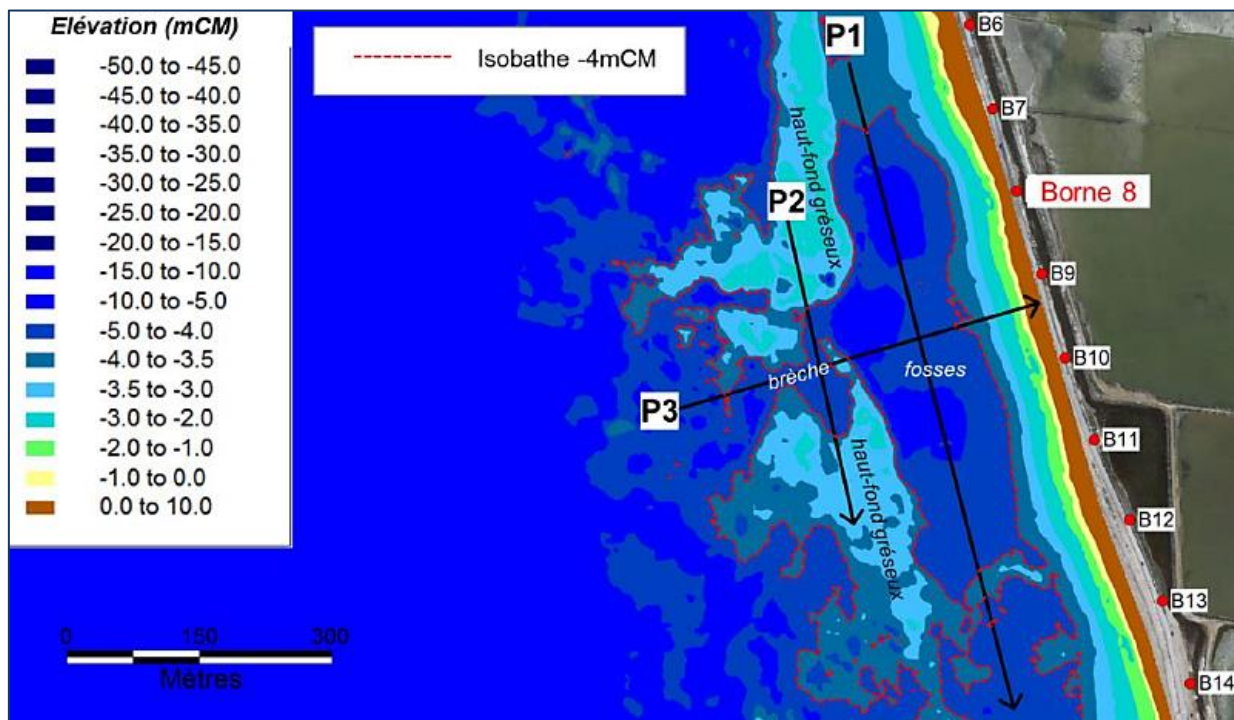 Elévation (mCM)
-50.0 to -45.0
-45.0 to -40.0
-40.0 to -35.0
-35.0 to -30.0
-30.0 to -25.0
-25.0 to -20.0
-20.0 to -15.0
-15.0 to -10.0
-10.0 to -5.0
-5.0 to -4.0
-4.0 to -3.5
-3.5 to -3.0
-3.0 to -2.0
-2.0 to -1.0
-1.0 to 0.0
0.0 to 10.0
Isobathe -4mCM
P1
B6
B7
haut-fond gréseux
Borne 8
P2
B9
brèche
fosses
B10
P3
B11
haut-fond gréseux
B12
B13
B14
0 150 300
Mètres